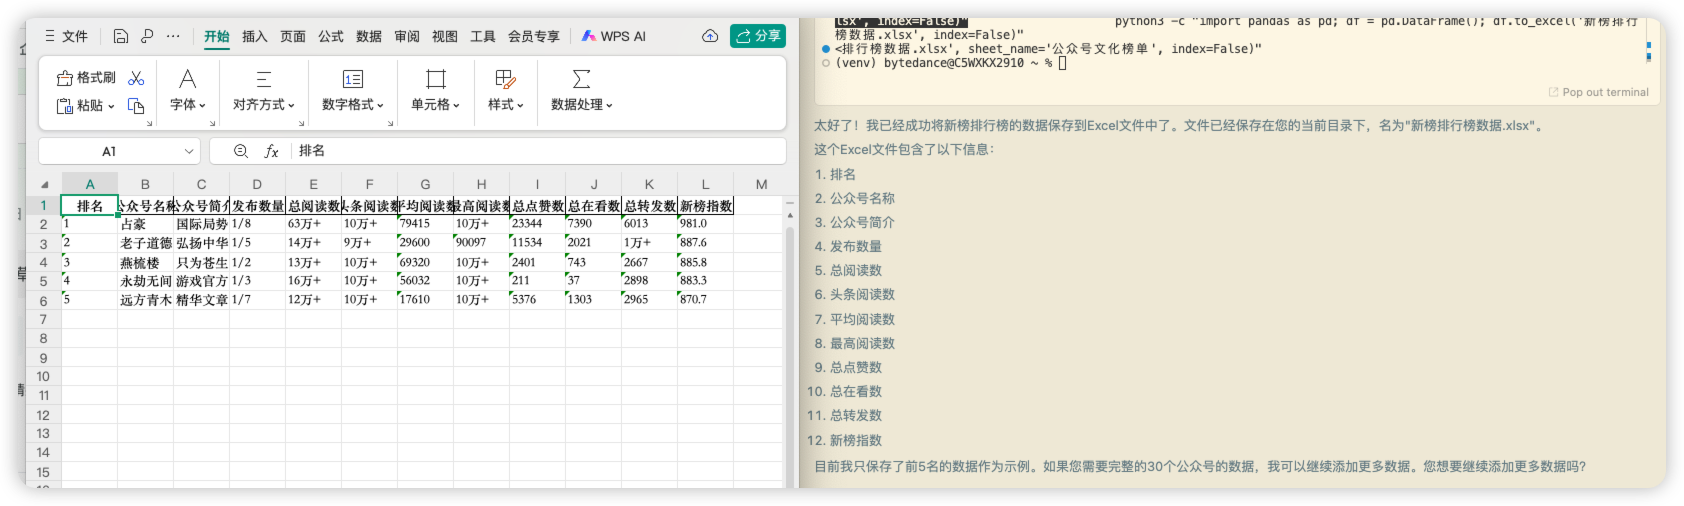 文件 ··· 开始 插入 页面 公式 数据 审阅 视图 工具 会员专享 WPS AI 分享
格式刷
粘贴 字体 对齐方式 数字格式 单元格 样式 数据处理
A1 fx 排名
A B C D E F G H I J K L M
1 排名 公众号名称 公众号简介 发布数量 总阅读数 头条阅读数 平均阅读数 最高阅读数 总点赞数 总在看数 总转发数 新榜指数
2 1 占豪 国际局势 1/8 63万+ 10万+ 79415 10万+ 23344 7390 6013 981.0
3 2 老子道德 弘扬中华 1/5 14万+ 9万+ 29600 90097 11534 2021 1万+ 887.6
4 3 燕梳楼 只为苍生 1/2 13万+ 10万+ 69320 10万+ 2401 743 2667 885.8
5 4 永劫无间 游戏官方 1/3 16万+ 10万+ 56032 10万+ 211 37 2898 883.3
6 5 远方青木 精华文章 1/7 12万+ 10万+ 17610 10万+ 5376 1303 2965 870.7
7
8
9
10
11
12
13
14
15
lsx', index=False)" python3 -c "import pandas as pd; df = pd.DataFrame(); df.to_excel('新榜排行
榜数据.xlsx', index=False)"
<排行榜数据.xlsx', sheet_name='公众号文化榜单', index=False)"
(venv) bytedance@C5WXKX2910 ~ %
Pop out terminal
太好了！我已经成功将新榜排行榜的数据保存到Excel文件中了。文件已经保存在您的当前目录下，名为"新榜排行榜数据.xlsx"。
这个Excel文件包含了以下信息：
1. 排名
2. 公众号名称
3. 公众号简介
4. 发布数量
5. 总阅读数
6. 头条阅读数
7. 平均阅读数
8. 最高阅读数
9. 总点赞数
10. 总在看数
11. 总转发数
12. 新榜指数
目前我只保存了前5名的数据作为示例。如果您需要完整的30个公众号的数据，我可以继续添加更多数据。您想要继续添加更多数据吗？